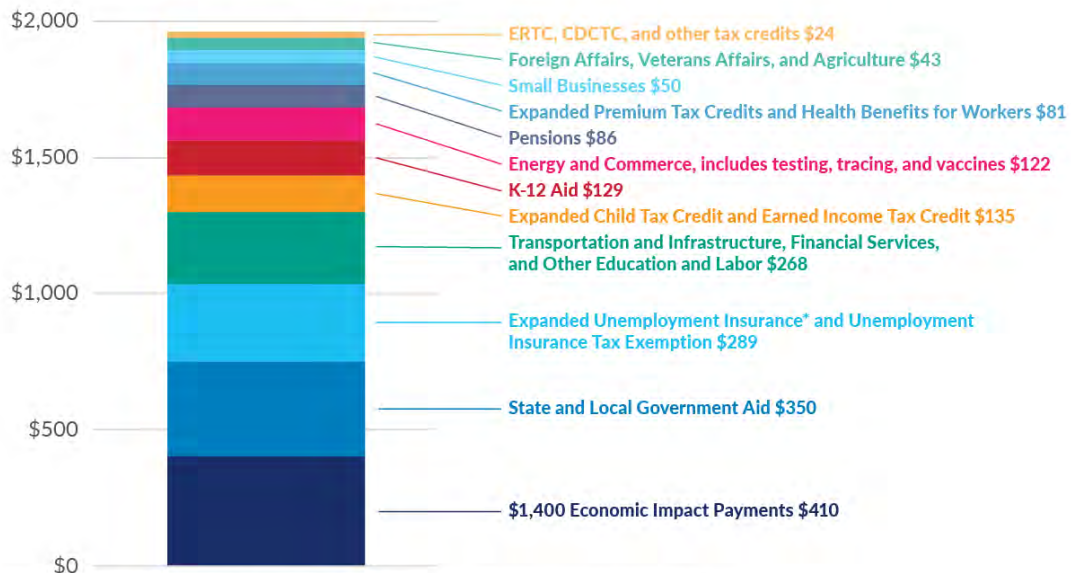 $2,000
ERTC, CDCTC, and other tax credits $24
Foreign Affairs, Veterans Affairs, and Agriculture $43
Small Businesses $50
Expanded Premium Tax Credits and Health Benefits for Workers $81
Pensions $86
$1,500
Energy and Commerce, includes testing, tracing, and vaccines $122
K-12 Aid $129
Expanded Child Tax Credit and Earned Income Tax Credit $135
Transportation and Infrastructure, Financial Services,
and Other Education and Labor $268
$1,000
Expanded Unemployment Insurance* and Unemployment
Insurance Tax Exemption $289
State and Local Government Aid $350
$500
$1,400 Economic Impact Payments $410
$0